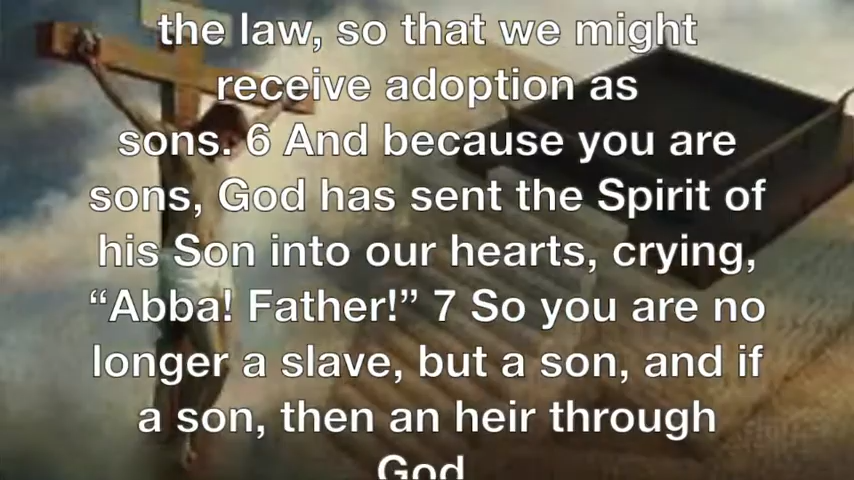 the law, so that we might
receive adoption as
sons. 6 And because you are
sons, God has sent the Spirit of
his Son into our hearts, crying,
“Abba! Father!” 7 So you are no
longer a slave, but a son, and if
a son, then an heir through
God